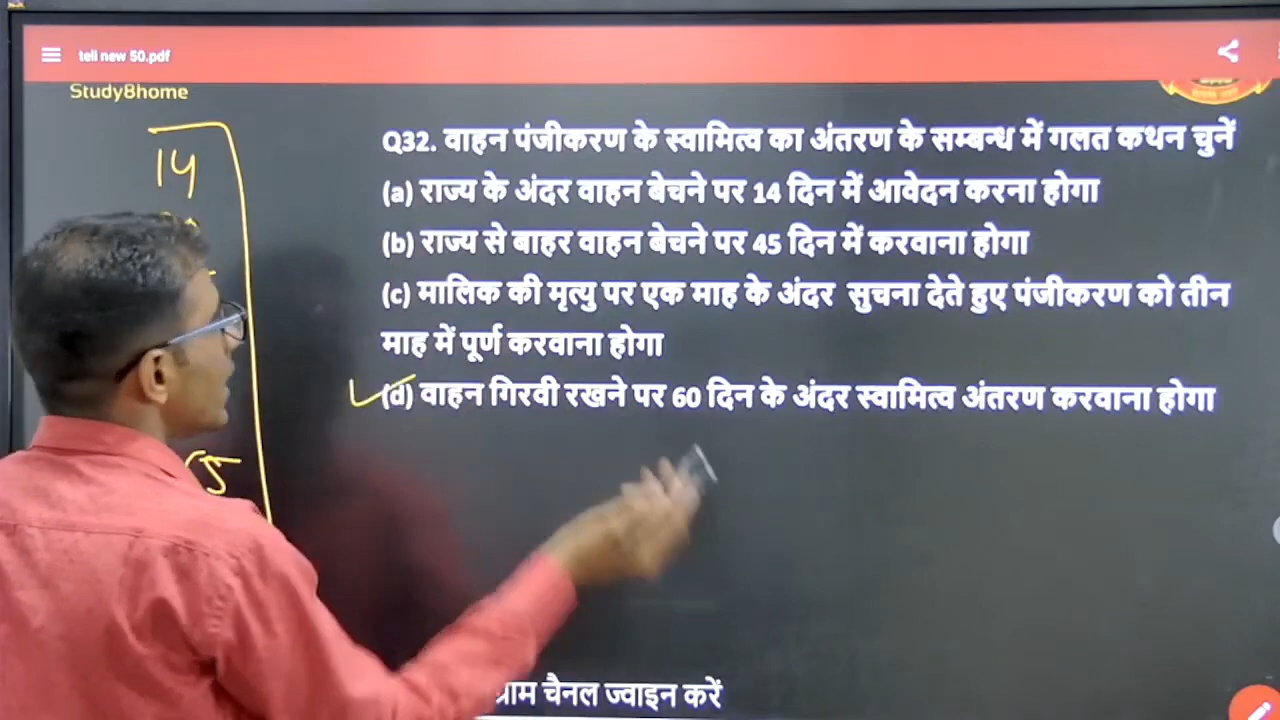 teli new 50.pdf
Study8home
14
Q32. वाहन पंजीकरण के स्वामित्व का अंतरण के सम्बन्ध में गलत कथन चुनें
(a) राज्य के अंदर वाहन बेचने पर 14 दिन में आवेदन करना होगा
(b) राज्य से बाहर वाहन बेचने पर 45 दिन में करवाना होगा
(c) मालिक की मृत्यु पर एक माह के अंदर सुचना देते हुए पंजीकरण को तीन
माह में पूर्ण करवाना होगा
(d) वाहन गिरवी रखने पर 60 दिन के अंदर स्वामित्व अंतरण करवाना होगा
चैनल ज्वाइन करें